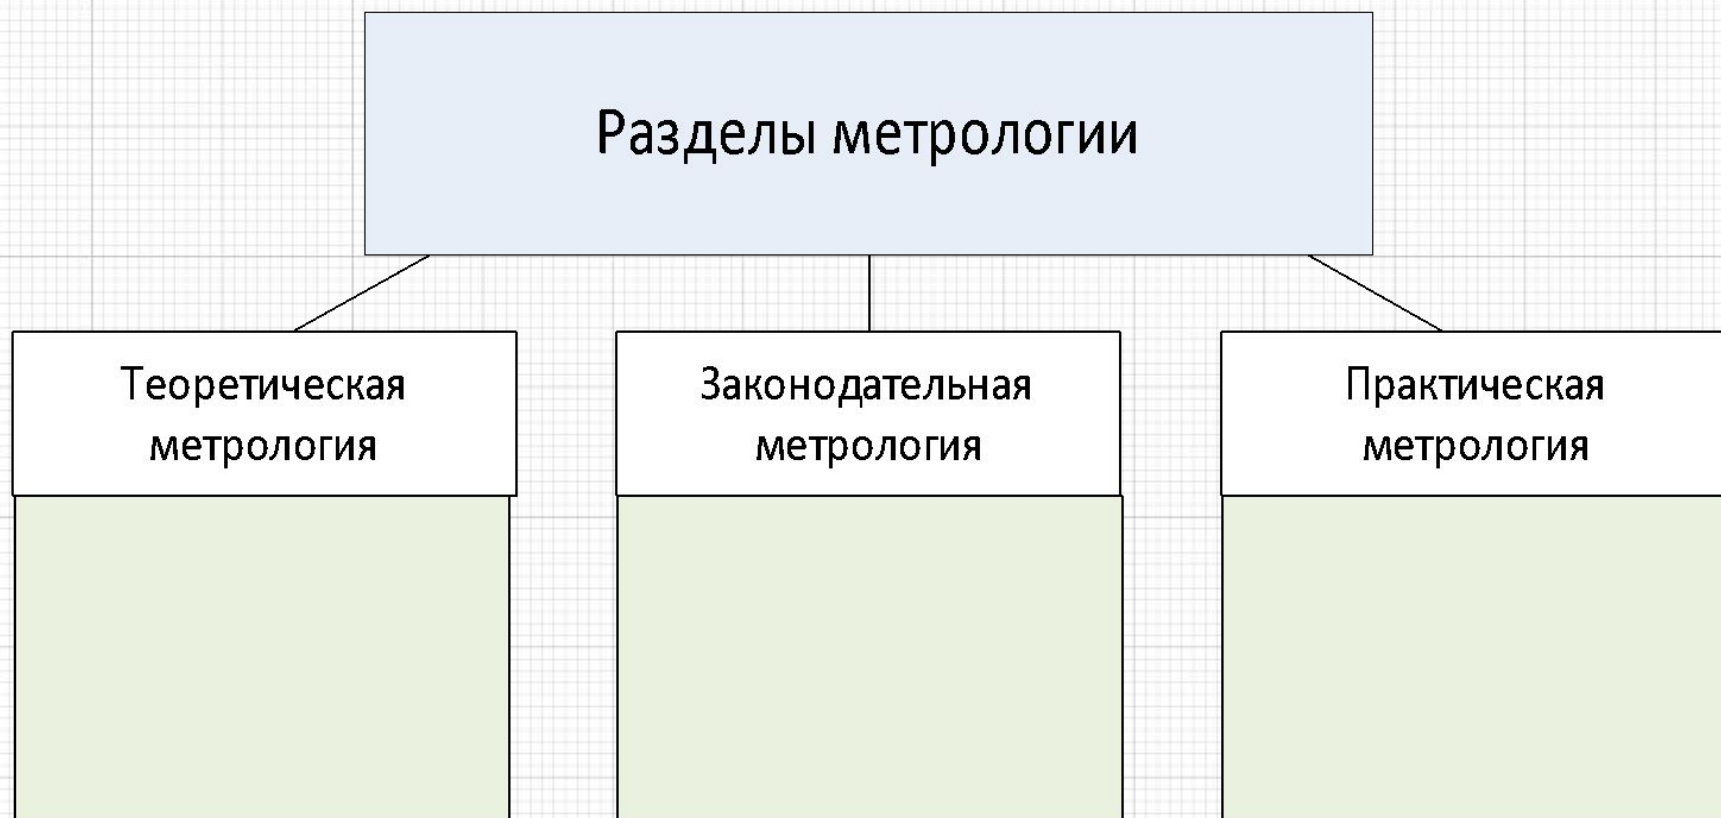 Разделы метрологии
Теоретическая
метрология
Законодательная
метрология
Практическая
метрология